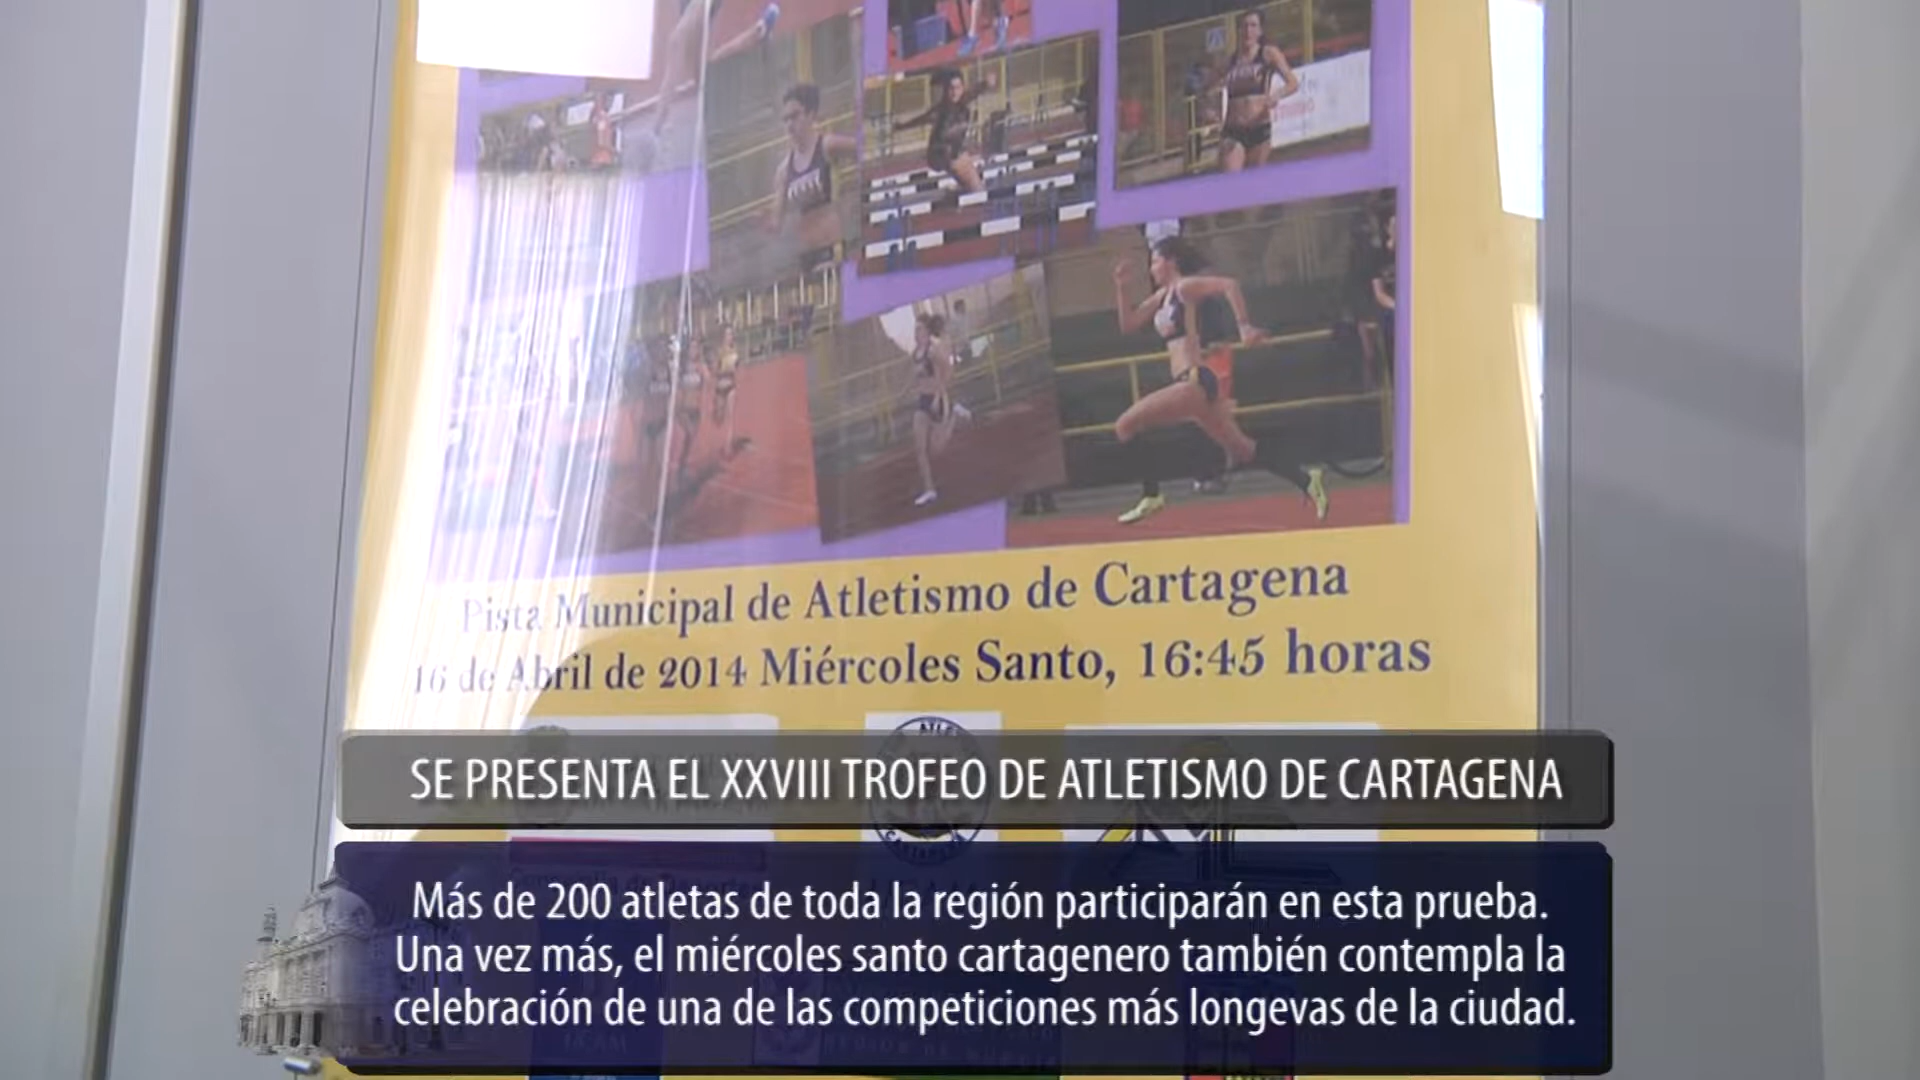 Pista Municipal de Atletismo de Cartagena
16 de Abril de 2014 Miércoles Santo, 16:45 horas
SE PRESENTA EL XXVIII TROFEO DE ATLETISMO DE CARTAGENA
Más de 200 atletas de toda la región participarán en esta prueba.
Una vez más, el miércoles santo cartagenero también contempla la
celebración de una de las competiciones más longevas de la ciudad.